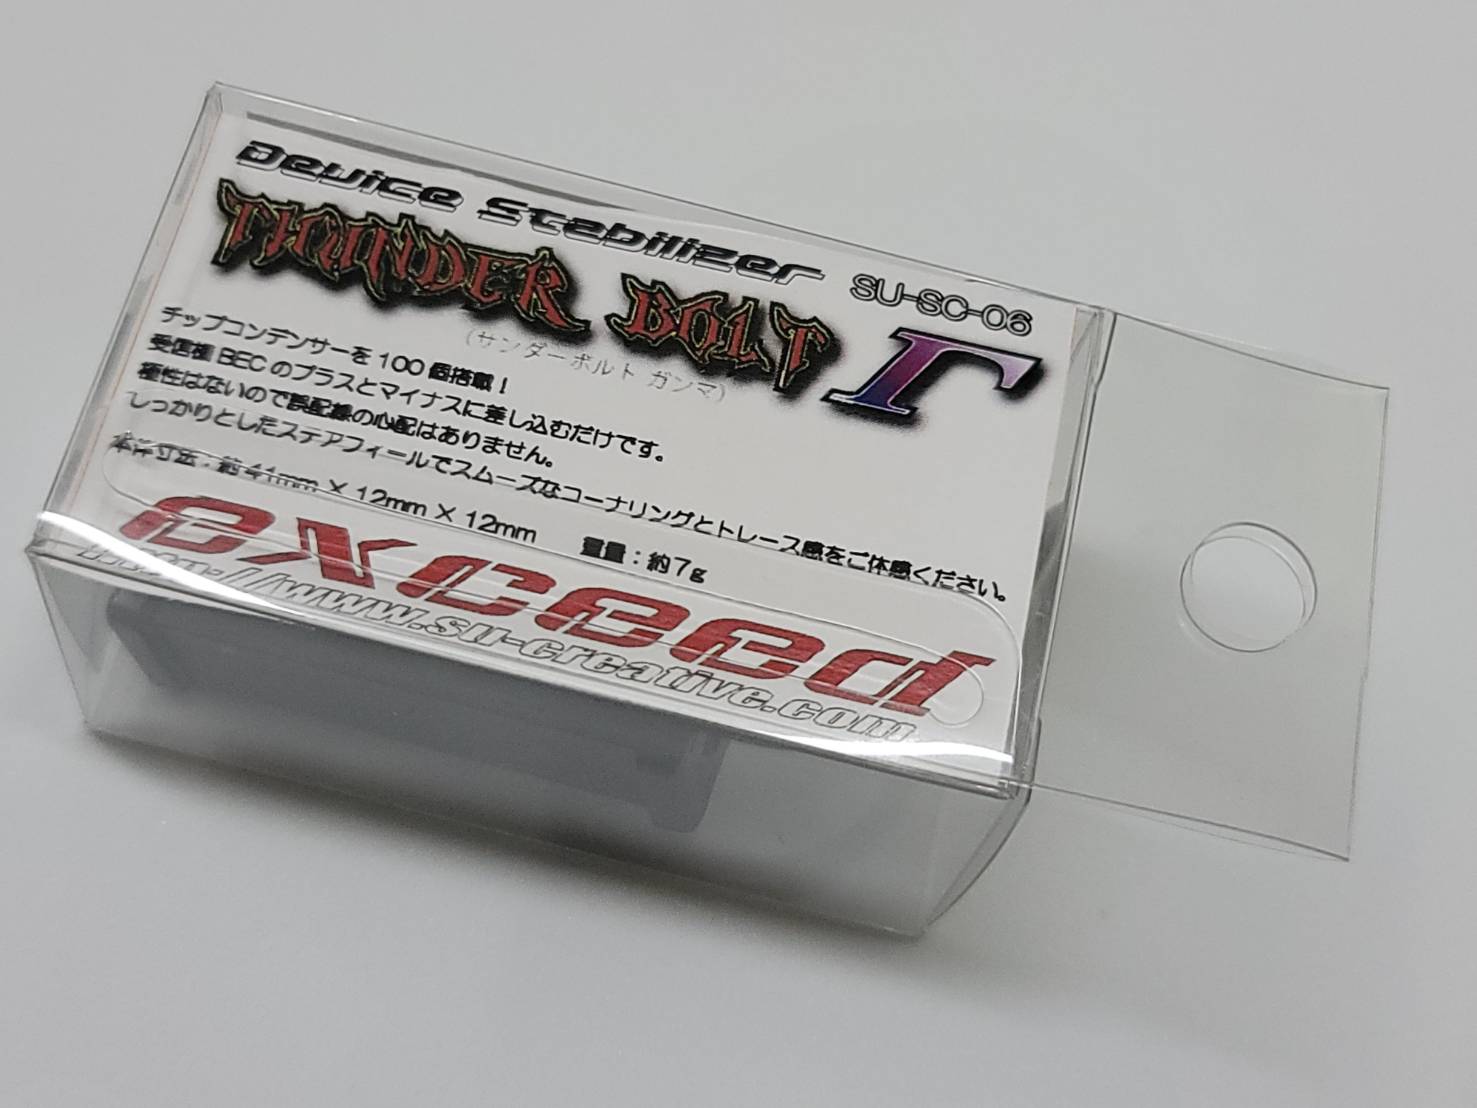 Device Stabilizer
SU-SC-06
THUNDER BOLT Γ
(サンダーボルト ガンマ)
チップコンデンサーを100個搭載!
受信機BECのプラスとマイナスに差し込むだけです。
極性はないので誤配線の心配はありません。
しっかりとしたステアフィールでスムーズなコーナリングとトレース感をご体感ください。
本体寸法:約41mm×12mm×12mm 重量:約7g
exceed
http://www.su-creative.com